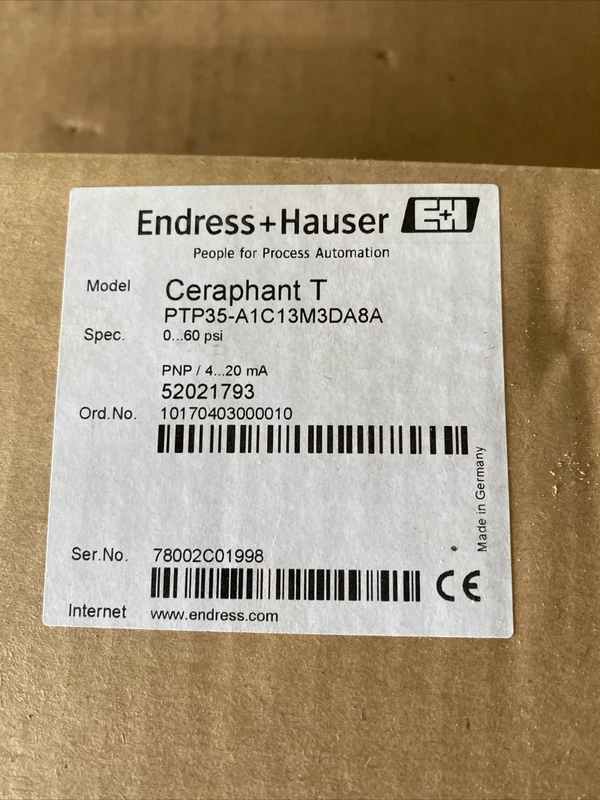 Endress+Hauser E+H
People for Process Automation
Model Ceraphant T
PTP35-A1C13M3DA8A
Spec. 0...60 psi
PNP / 4...20 mA
52021793
Ord.No. 10170403000010
Made in Germany
Ser.No. 78002C01998
CE
Internet www.endress.com